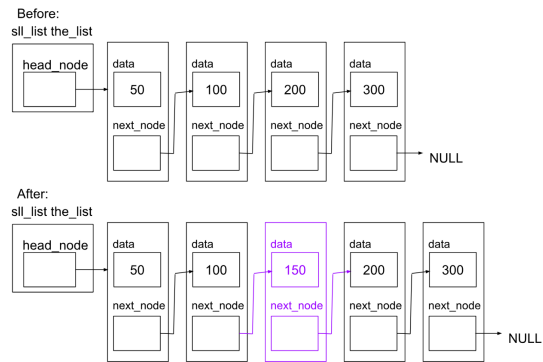 Before:
sll_list the_list
head_node data data data data
50 100 200 300
next_node next_node next_node next_node
NULL
After:
sll_list the_list
head_node data data data data data
50 100 150 200 300
next_node next_node next_node next_node next_node
NULL